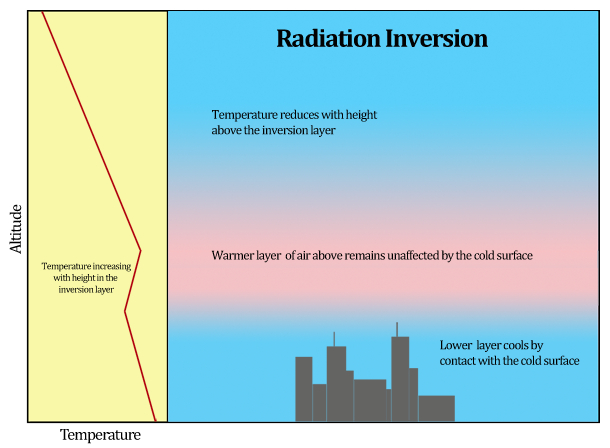 Radiation Inversion
Temperature reduces with height
above the inversion layer
Altitude
Temperature increasing
with height in the
inversion layer
Warmer layer of air above remains unaffected by the cold surface
Lower layer cools by
contact with the cold surface
Temperature